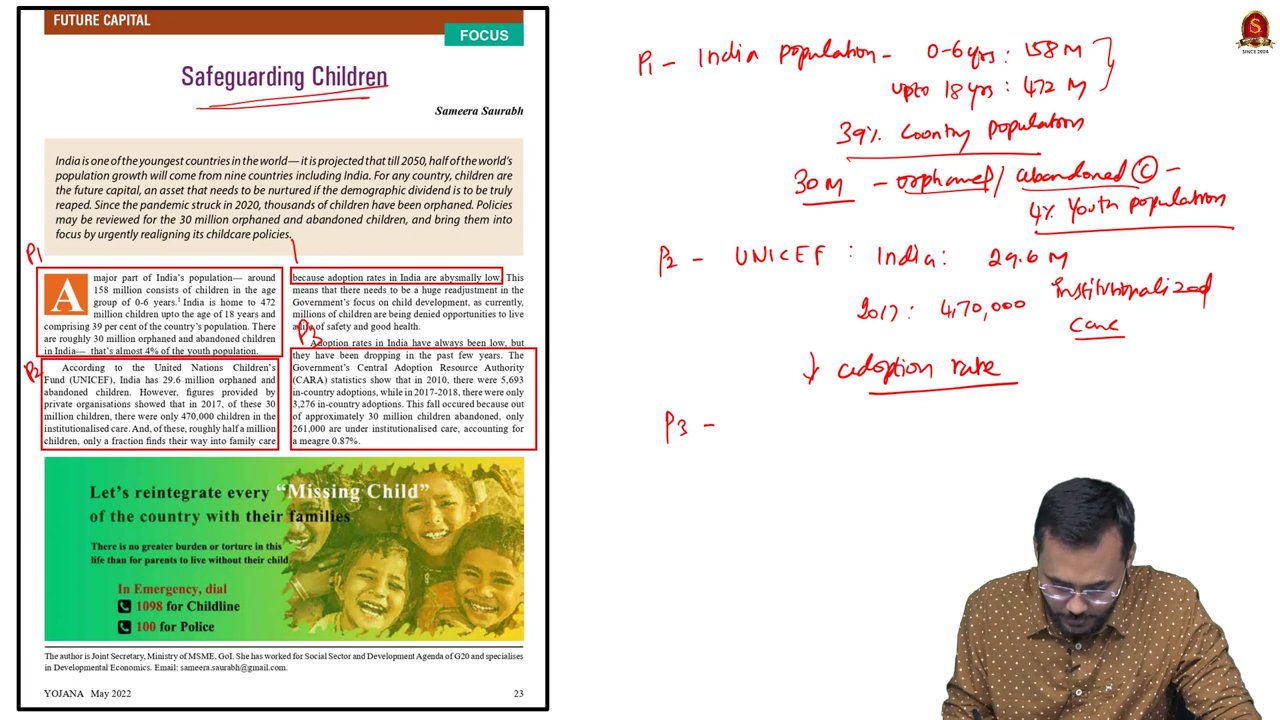 FUTURE CAPITAL
FOCUS
Safeguarding Children
Sameera Saurabh
India is one of the youngest countries in the world— it is projected that till 2050, half of the world's
population growth will come from nine countries including India. For any country, children are
the future capital, an asset that needs to be nurtured if the demographic dividend is to be truly
reaped. Since the pandemic struck in 2020, thousands of children have been orphaned. Policies
may be reviewed for the 30 million orphaned and abandoned children, and bring them into
focus by urgently realigning its childcare policies.
P1
A major part of India's population— around
158 million consists of children in the age
group of 0-6 years.1 India is home to 472
million children upto the age of 18 years and
comprising 39 per cent of the country's population. There
are roughly 30 million orphaned and abandoned children
in India— that's almost 4% of the youth population.
P2
According to the United Nations Children's
Fund (UNICEF), India has 29.6 million orphaned and
abandoned children. However, figures provided by
private organisations showed that in 2017, of these 30
million children, there were only 470,000 children in the
institutionalised care. And, of these, roughly half a million
children, only a fraction finds their way into family care
because adoption rates in India are abysmally low. This
means that there needs to be a huge readjustment in the
Government's focus on child development, as currently,
millions of children are being denied opportunities to live
a life of safety and good health.
P3
Adoption rates in India have always been low, but
they have been dropping in the past few years. The
Government's Central Adoption Resource Authority
(CARA) statistics show that in 2010, there were 5,693
in-country adoptions, while in 2017-2018, there were only
3,276 in-country adoptions. This fall occured because out
of approximately 30 million children abandoned, only
261,000 are under institutionalised care, accounting for
a meagre 0.87%.
Let's reintegrate every "Missing Child"
of the country with their families
There is no greater burden or torture in this
life than for parents to live without their child
In Emergency, dial
1098 for Childline
100 for Police
The author is Joint Secretary, Ministry of MSME, GoI. She has worked for Social Sector and Development Agenda of G20 and specialises
in Developmental Economics. Email: sameera.saurabh@gmail.com.
YOJANA May 2022
23
P1 - India population - 0-6 yrs : 158 M
upto 18 yrs : 472 M
39% Country population
30 M - orphaned / abandoned C -
4% Youth population
P2 - UNICEF : India : 29.6 M
2017 : 4,70,000 institutionalized
care
↓ adoption rate
P3 -
S
SINCE 2004